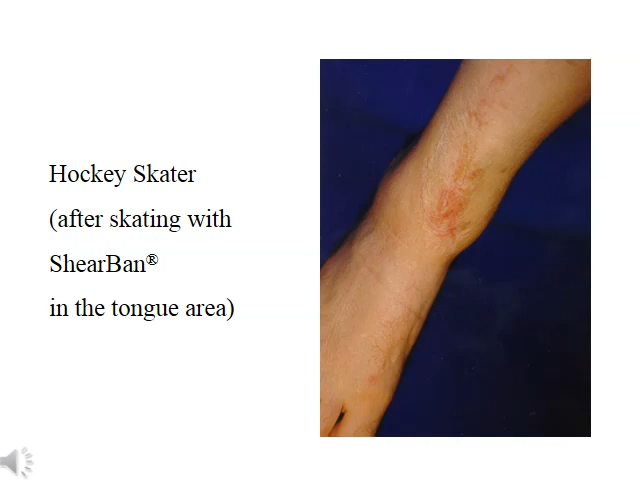 Hockey Skater
(after skating with
ShearBan®
in the tongue area)